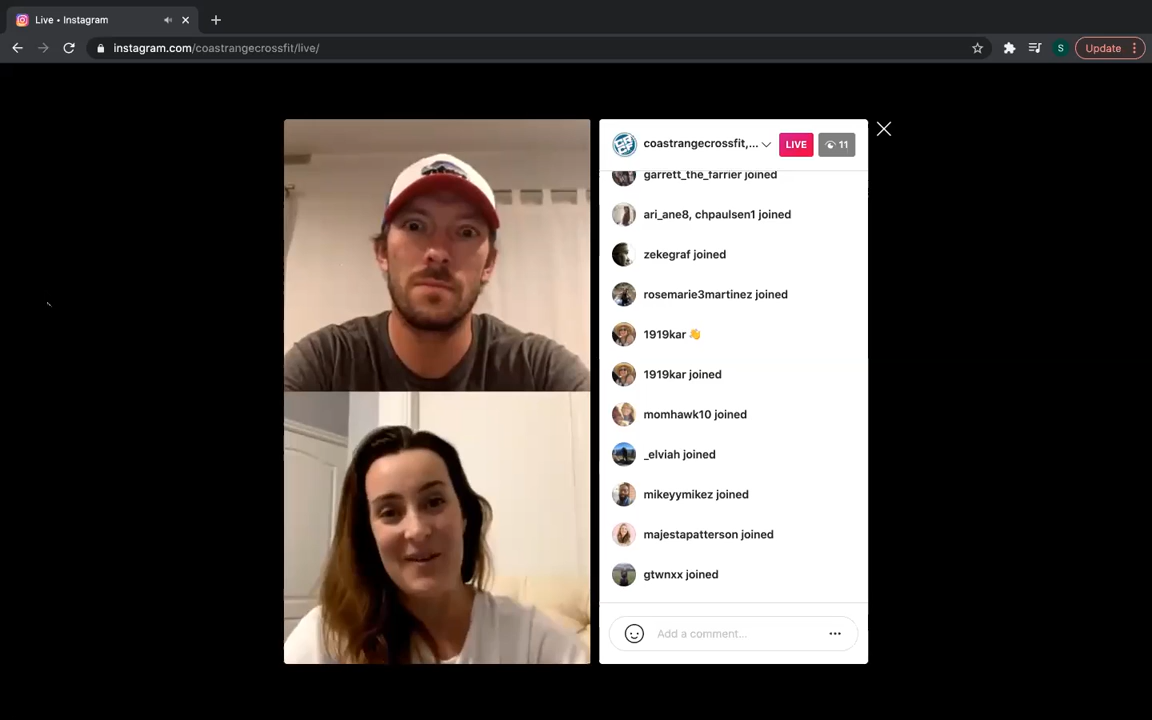 Live • Instagram
instagram.com/coastrangecrossfit/live/
S
Update
coastrangecrossfit,...
LIVE
11
garrett_the_farrier joined
ari_ane8, chpaulsen1 joined
zekegraf joined
rosemarie3martinez joined
1919kar 👋
1919kar joined
momhawk10 joined
_elviah joined
mikeyymikez joined
majestapatterson joined
gtwnxx joined
Add a comment...